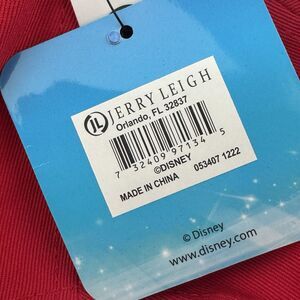 JL JERRY LEIGH
Orlando, FL 32837
7 32409 97134 5
©DISNEY
MADE IN CHINA 053407 1222
© Disney
www.disney.com